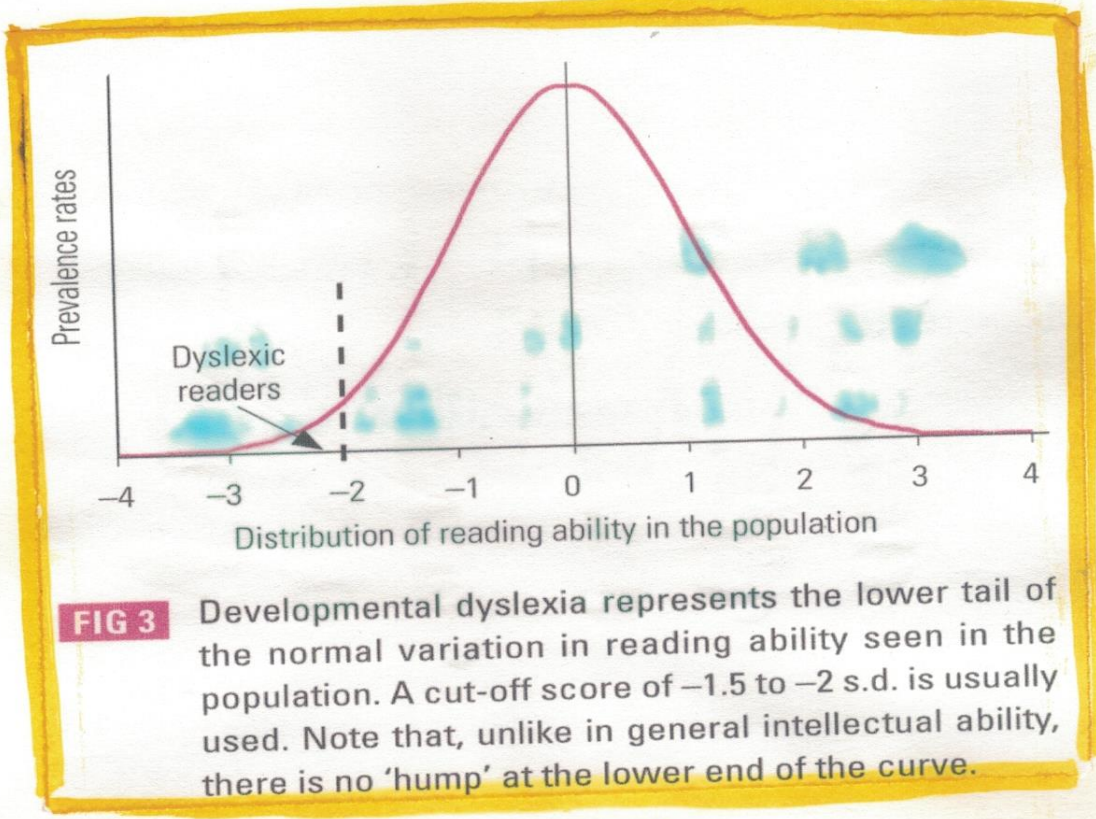 Prevalence rates
Dyslexic
readers
−4 −3 −2 −1 0 1 2 3 4
Distribution of reading ability in the population
FIG 3
Developmental dyslexia represents the lower tail of
the normal variation in reading ability seen in the
population. A cut-off score of −1.5 to −2 s.d. is usually
used. Note that, unlike in general intellectual ability,
there is no ‘hump’ at the lower end of the curve.